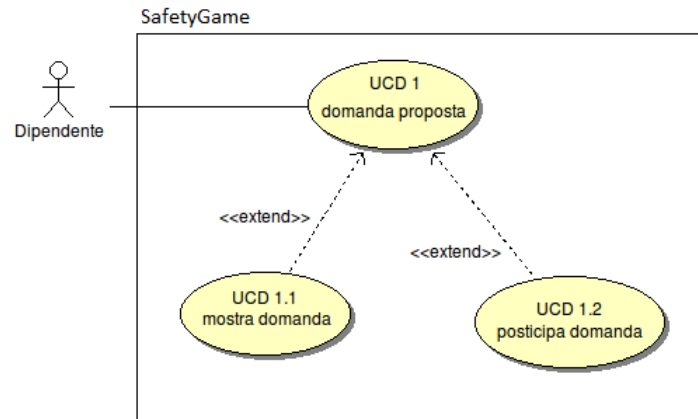 SafetyGame
UCD 1
domanda proposta
Dipendente
<<extend>>
<<extend>>
UCD 1.1
mostra domanda
UCD 1.2
posticipa domanda